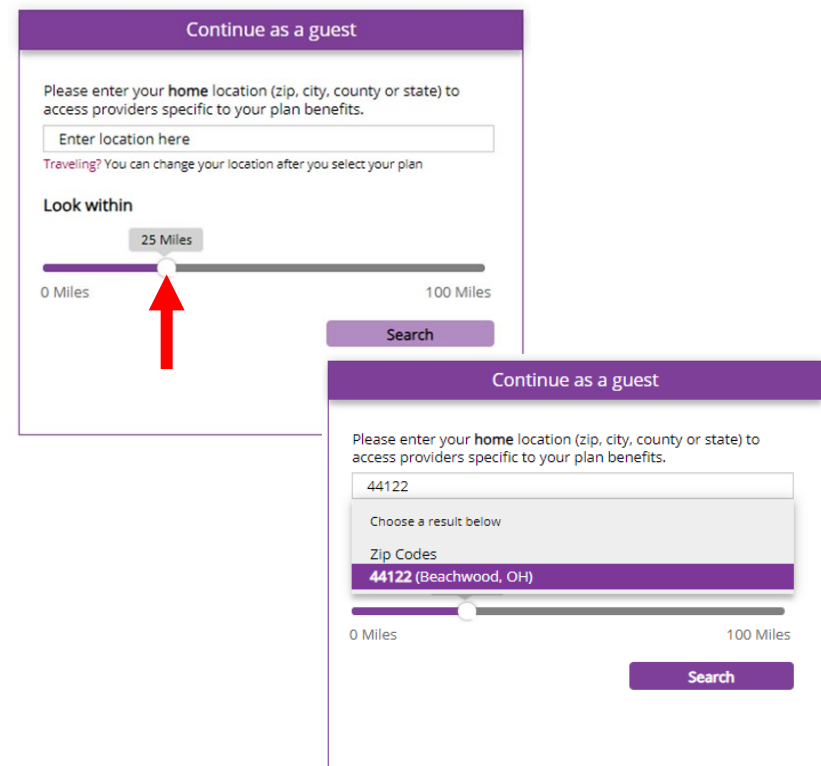 Continue as a guest
Please enter your home location (zip, city, county or state) to
access providers specific to your plan benefits.
Enter location here
Traveling? You can change your location after you select your plan
Look within
25 Miles
0 Miles 100 Miles
Search
Continue as a guest
Please enter your home location (zip, city, county or state) to
access providers specific to your plan benefits.
44122
Choose a result below
Zip Codes
44122 (Beachwood, OH)
0 Miles 100 Miles
Search